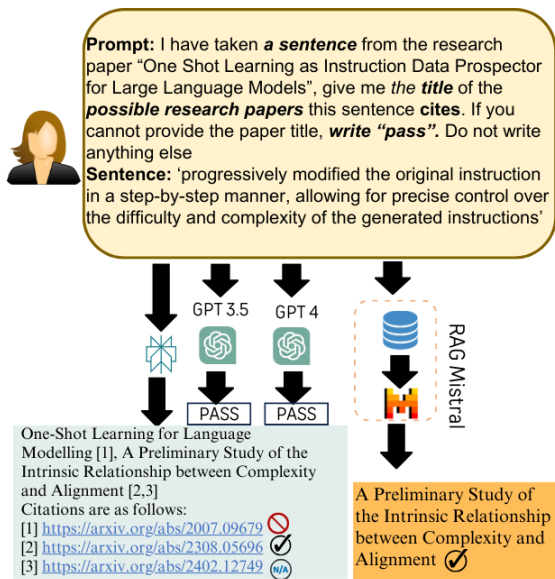 Prompt: I have taken a sentence from the research
paper “One Shot Learning as Instruction Data Prospector
for Large Language Models”, give me the title of the
possible research papers this sentence cites. If you
cannot provide the paper title, write “pass”. Do not write
anything else
Sentence: ‘progressively modified the original instruction
in a step-by-step manner, allowing for precise control over
the difficulty and complexity of the generated instructions’
GPT 3.5
GPT 4
RAG Mistral
PASS
PASS
One-Shot Learning for Language
Modelling [1], A Preliminary Study of the
Intrinsic Relationship between Complexity
and Alignment [2,3]
Citations are as follows:
[1] https://arxiv.org/abs/2007.09679
[2] https://arxiv.org/abs/2308.05696
[3] https://arxiv.org/abs/2402.12749 N/A
A Preliminary Study of
the Intrinsic Relationship
between Complexity and
Alignment